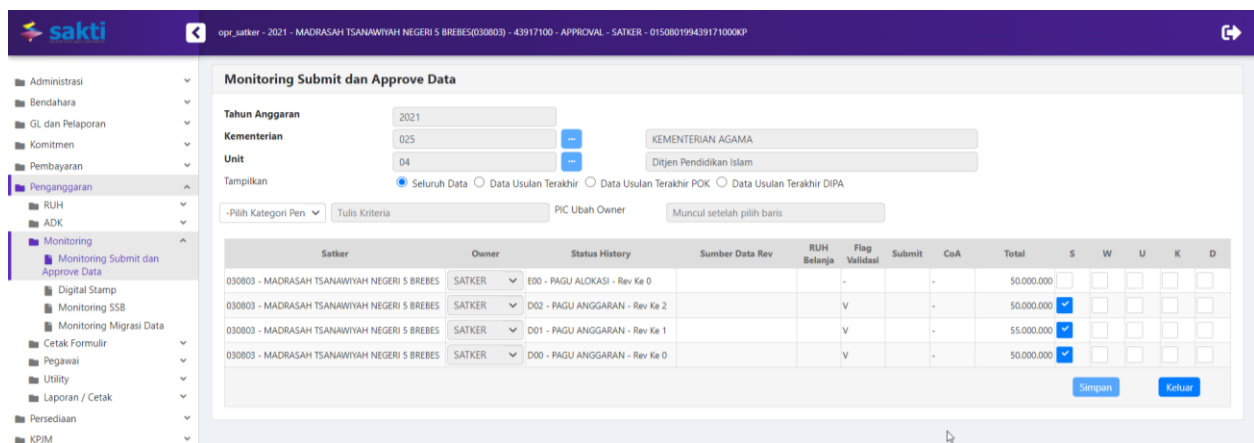 sakti
opr_satker - 2021 - MADRASAH TSANAWIYAH NEGERI 5 BREBES(030803) - 43917100 - APPROVAL - SATKER - 015080199439171000KP
Administrasi
Bendahara
GL dan Pelaporan
Komitmen
Pembayaran
Penganggaran
RUH
ADK
Monitoring
Monitoring Submit dan
Approve Data
Digital Stamp
Monitoring SSB
Monitoring Migrasi Data
Cetak Formulir
Pegawai
Utility
Laporan / Cetak
Persediaan
KPJM
Monitoring Submit dan Approve Data
Tahun Anggaran 2021
Kementerian 025 ... KEMENTERIAN AGAMA
Unit 04 ... Ditjen Pendidikan Islam
Tampilkan Seluruh Data Data Usulan Terakhir Data Usulan Terakhir POK Data Usulan Terakhir DIPA
-Pilih Kategori Pen Tulis Kriteria PIC Ubah Owner Muncul setelah pilih baris
Satker Owner Status History Sumber Data Rev RUH Belanja Flag Validasi Submit CoA Total S W U K D
030803 - MADRASAH TSANAWIYAH NEGERI 5 BREBES SATKER E00 - PAGU ALOKASI - Rev Ke 0 - - 50.000.000
030803 - MADRASAH TSANAWIYAH NEGERI 5 BREBES SATKER D02 - PAGU ANGGARAN - Rev Ke 2 V - 50.000.000
030803 - MADRASAH TSANAWIYAH NEGERI 5 BREBES SATKER D01 - PAGU ANGGARAN - Rev Ke 1 V - 55.000.000
030803 - MADRASAH TSANAWIYAH NEGERI 5 BREBES SATKER D00 - PAGU ANGGARAN - Rev Ke 0 V - 50.000.000
Simpan Keluar